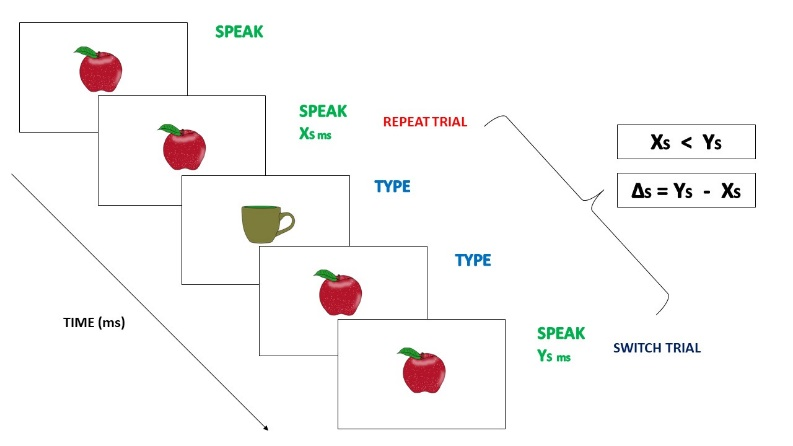 SPEAK
SPEAK
Xs ms
REPEAT TRIAL
Xs < Ys
TYPE
Δs = Ys - Xs
TYPE
TIME (ms)
SPEAK
Ys ms
SWITCH TRIAL